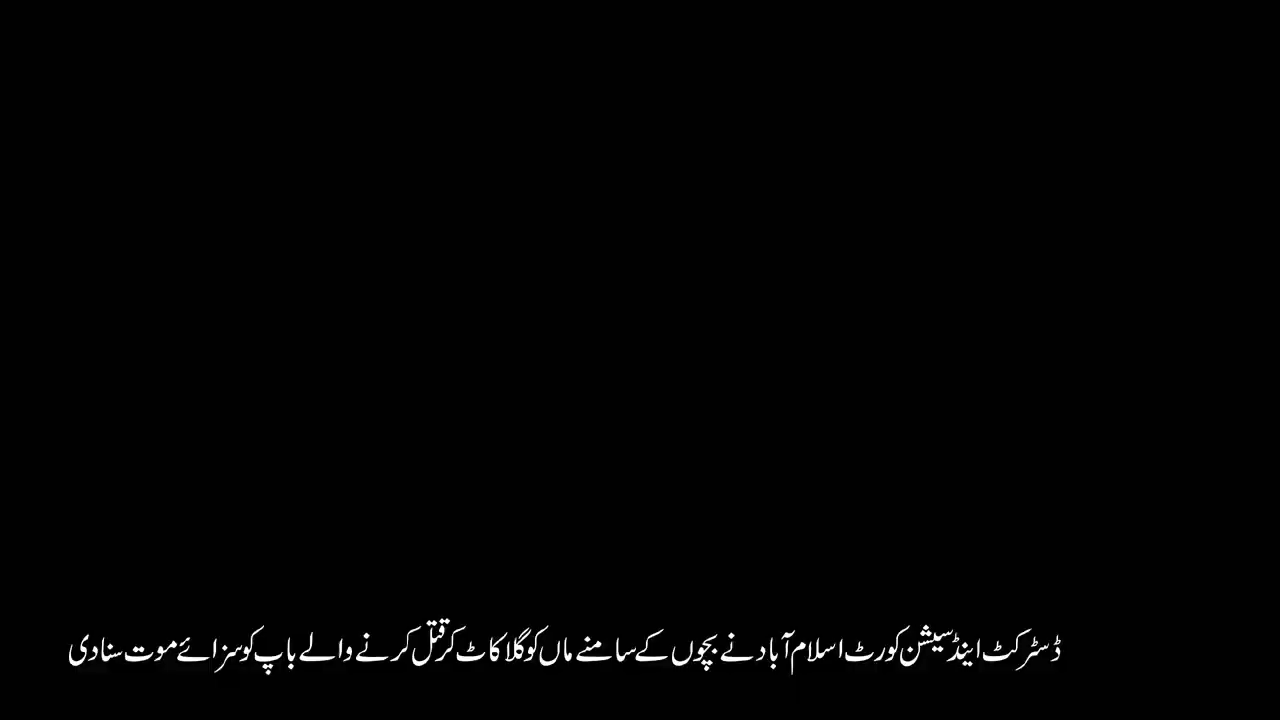 ڈسٹرکٹ اینڈ سیشن کورٹ اسلام آباد نے بچوں کے سامنے ماں کو گلا کاٹ کر قتل کرنے والے باپ کو سزائے موت سنادی